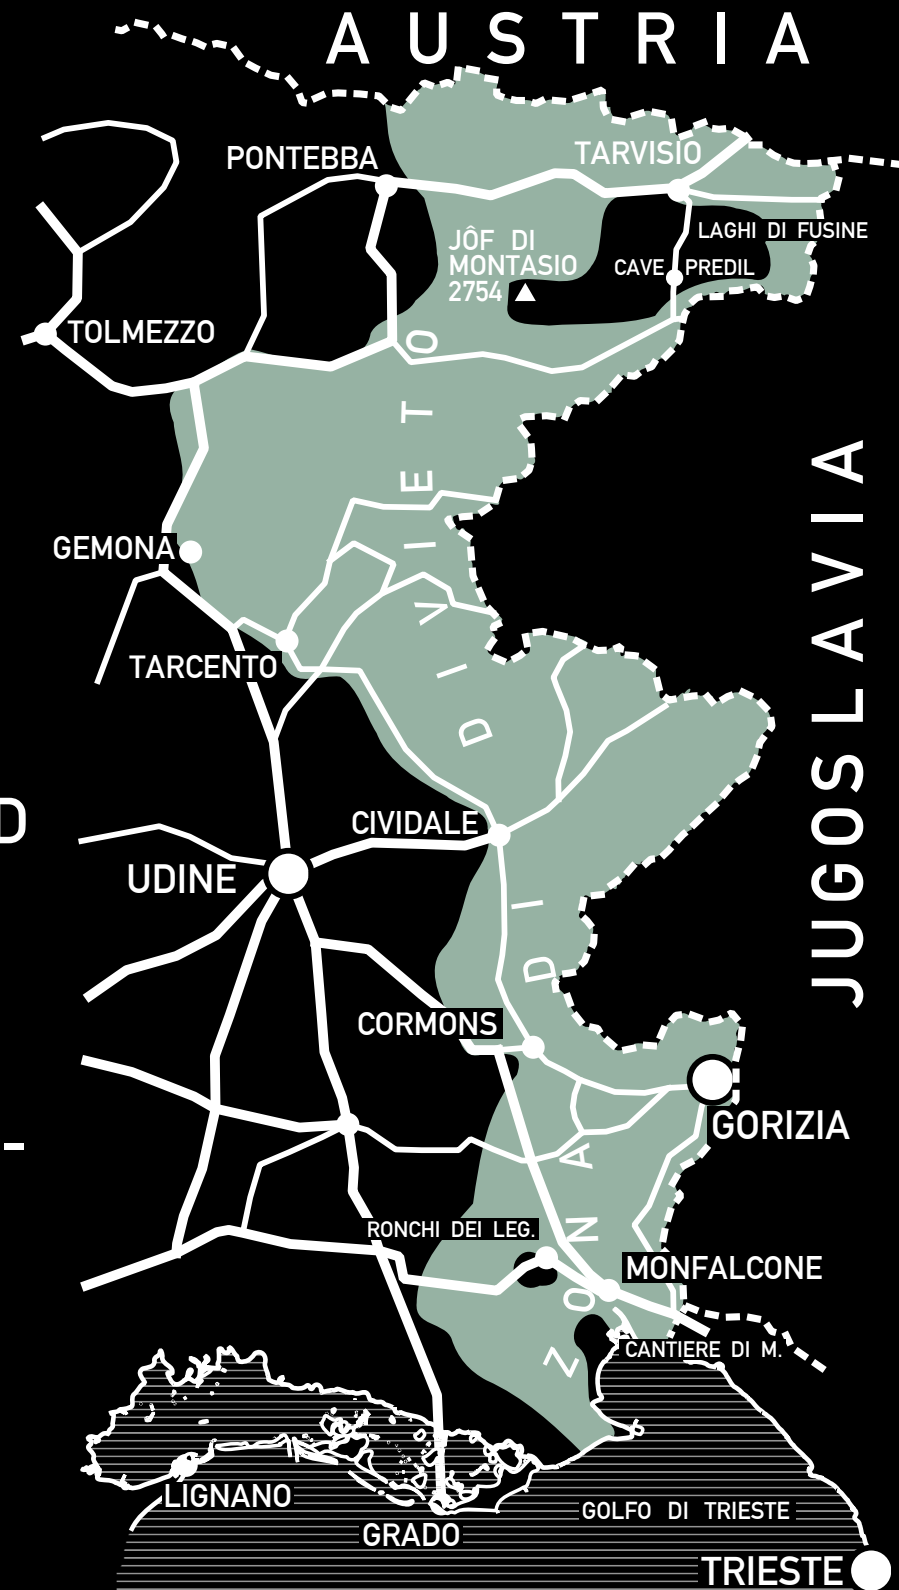 AUSTRIA
PONTEBBA
TARVISIO
LAGHI DI FUSINE
JÔF DI
MONTASIO
2754
CAVE PREDIL
TOLMEZZO
JUGOSLAVIA
GEMONA
TARCENTO
ZONA DI DIVIETO
D
CIVIDALE
UDINE
CORMONS
GORIZIA
-
RONCHI DEI LEG.
MONFALCONE
CANTIERE DI M.
LIGNANO
GOLFO DI TRIESTE
GRADO
TRIESTE